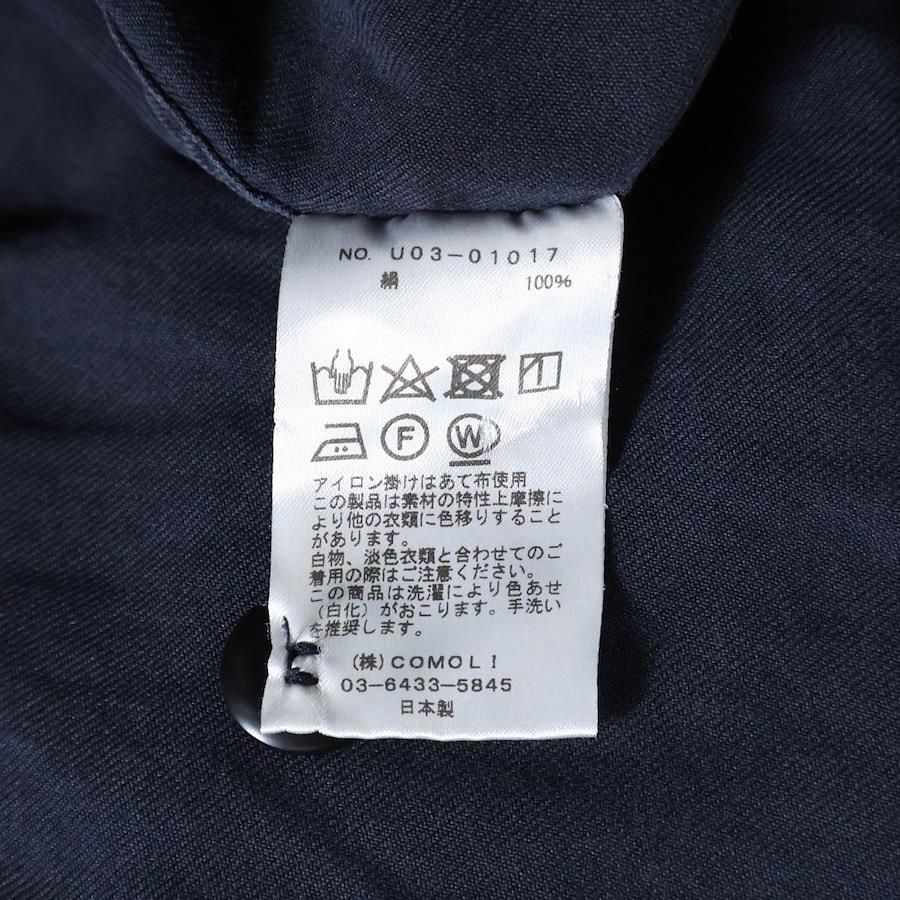 NO. U03-01017
絹 100%
F W
アイロン掛けはあて布使用
この製品は素材の特性上摩擦に
より他の衣類に色移りすること
があります。
白物、淡色衣類と合わせてのご
着用の際はご注意ください。
この商品は洗濯により色あせ
(白化)がおこります。手洗い
を推奨します。
(株)COMOLI
03-6433-5845
日本製